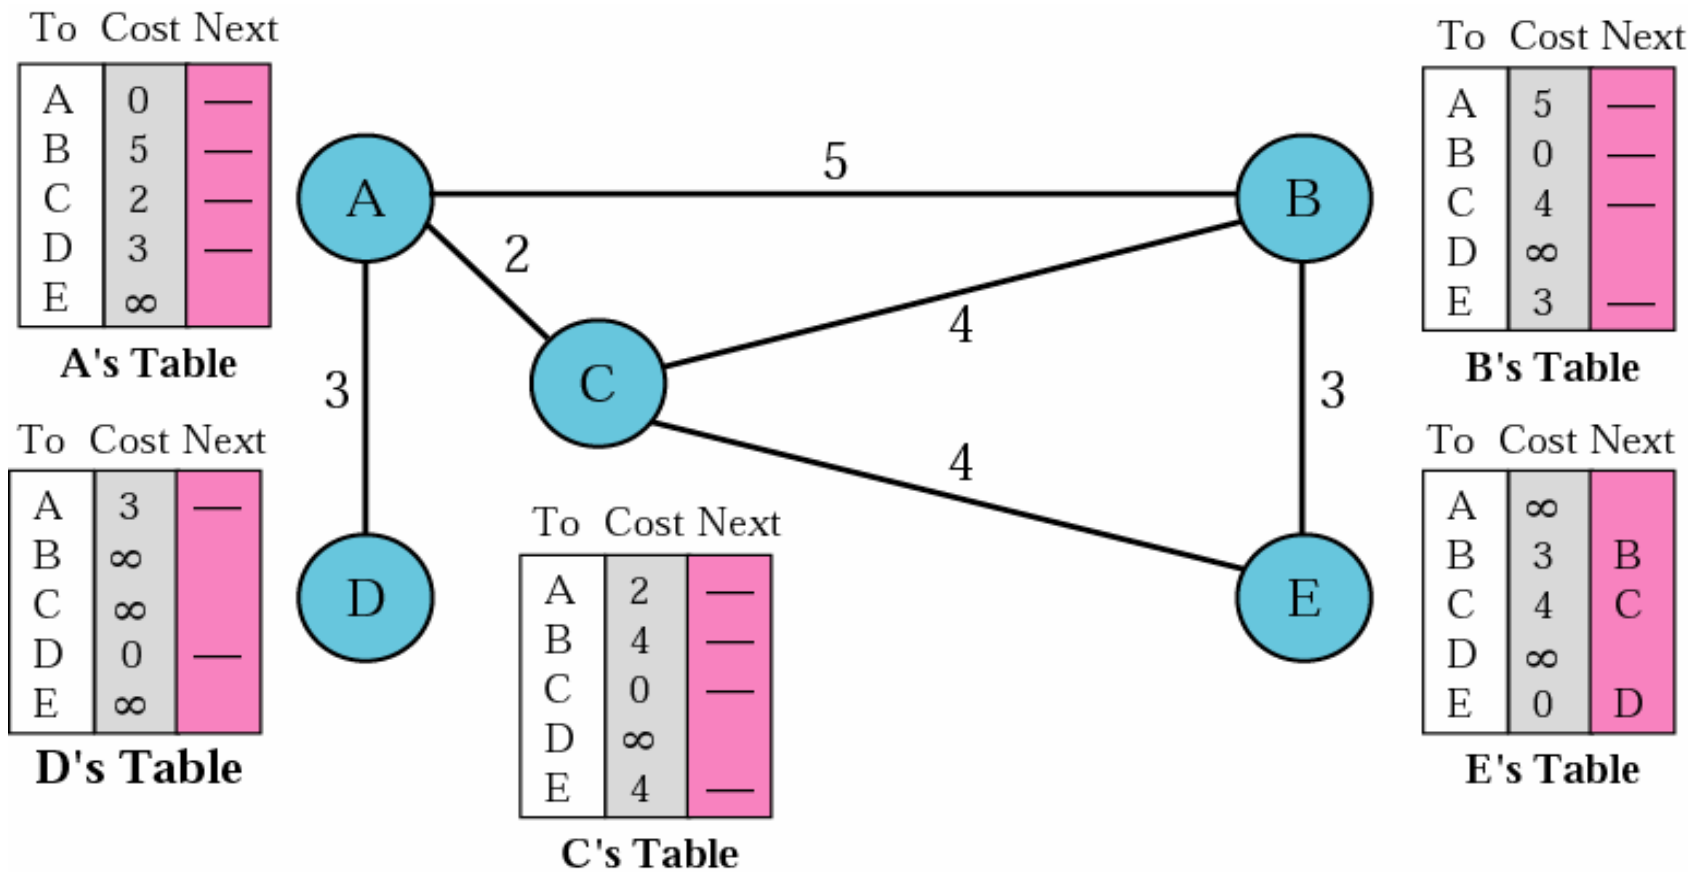 To Cost Next
A 0 —
B 5 —
C 2 —
D 3 —
E ∞
A's Table
To Cost Next
A 5 —
B 0 —
C 4 —
D ∞
E 3 —
B's Table
A
5
B
2
C
4
3
3
4
D
E
To Cost Next
A 3 —
B ∞
C ∞
D 0 —
E ∞
D's Table
To Cost Next
A 2 —
B 4 —
C 0 —
D ∞
E 4 —
C's Table
To Cost Next
A ∞
B 3 B
C 4 C
D ∞
E 0 D
E's Table